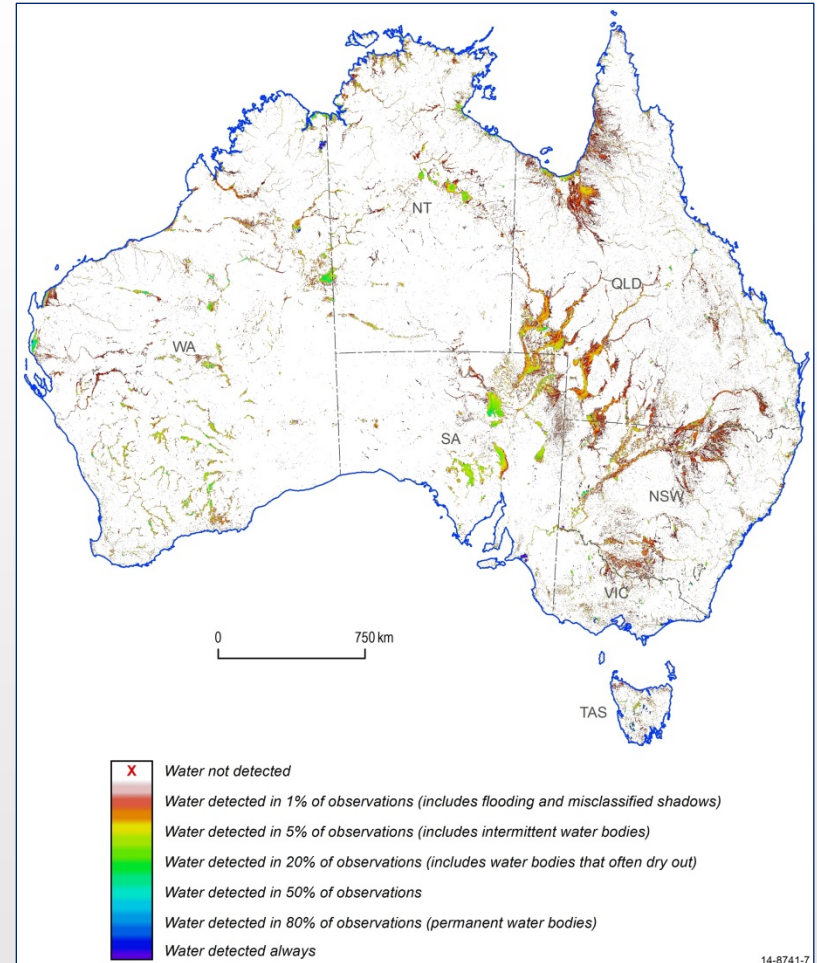 NT
QLD
WA
SA
NSW
VIC
0 750 km
TAS
X Water not detected
Water detected in 1% of observations (includes flooding and misclassified shadows)
Water detected in 5% of observations (includes intermittent water bodies)
Water detected in 20% of observations (includes water bodies that often dry out)
Water detected in 50% of observations
Water detected in 80% of observations (permanent water bodies)
Water detected always
14-8741-7